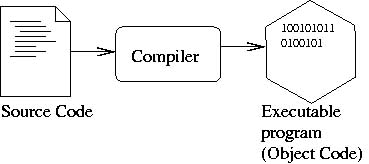 100101011
0100101
Compiler
Source Code
Executable
program
(Object Code)